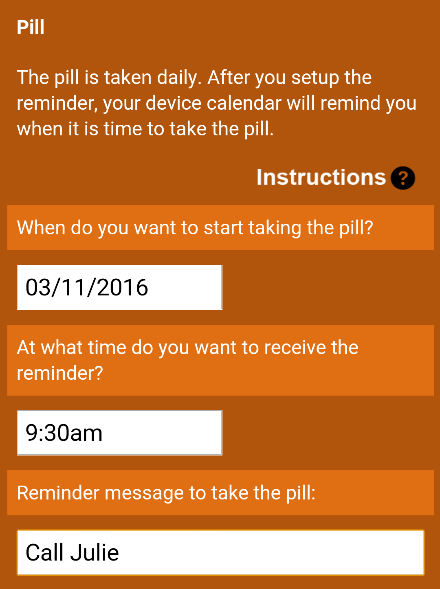 Pill
The pill is taken daily. After you setup the
reminder, your device calendar will remind you
when it is time to take the pill.
Instructions ?
When do you want to start taking the pill?
03/11/2016
At what time do you want to receive the
reminder?
9:30am
Reminder message to take the pill:
Call Julie